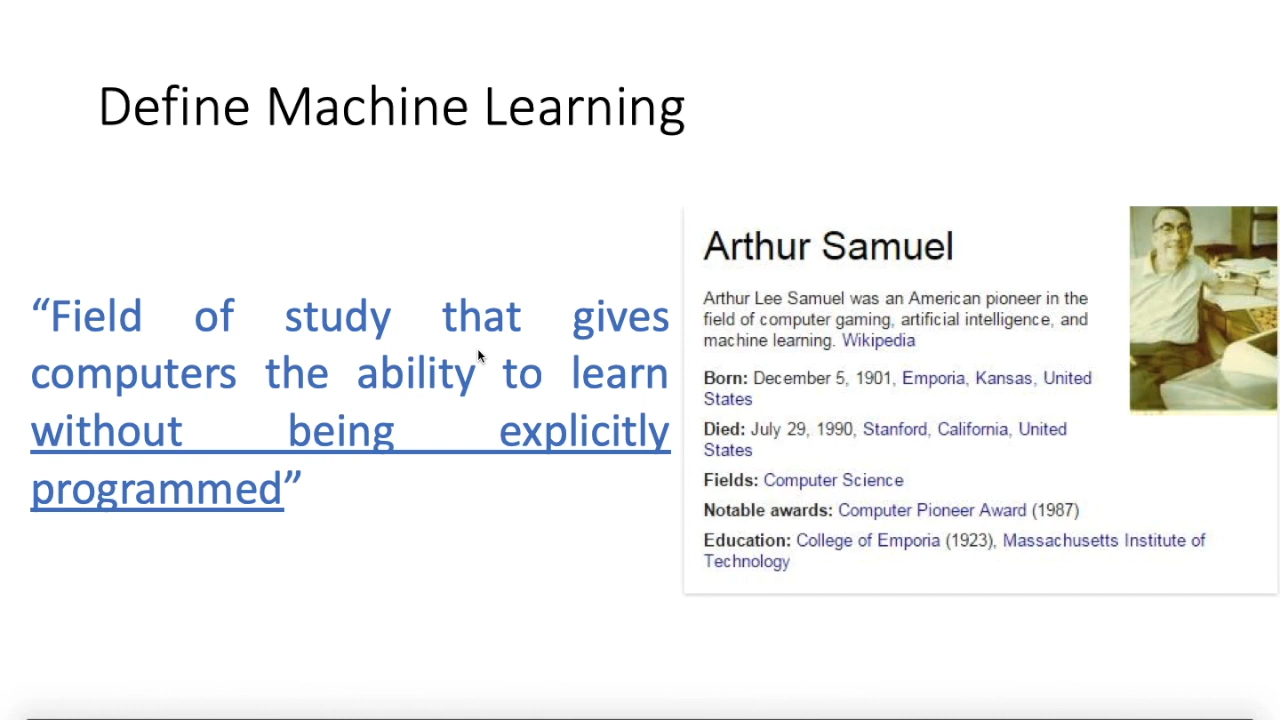 Define Machine Learning
“Field of study that gives
computers the ability to learn
without being explicitly
programmed”
Arthur Samuel
Arthur Lee Samuel was an American pioneer in the
field of computer gaming, artificial intelligence, and
machine learning. Wikipedia
Born: December 5, 1901, Emporia, Kansas, United
States
Died: July 29, 1990, Stanford, California, United
States
Fields: Computer Science
Notable awards: Computer Pioneer Award (1987)
Education: College of Emporia (1923), Massachusetts Institute of
Technology